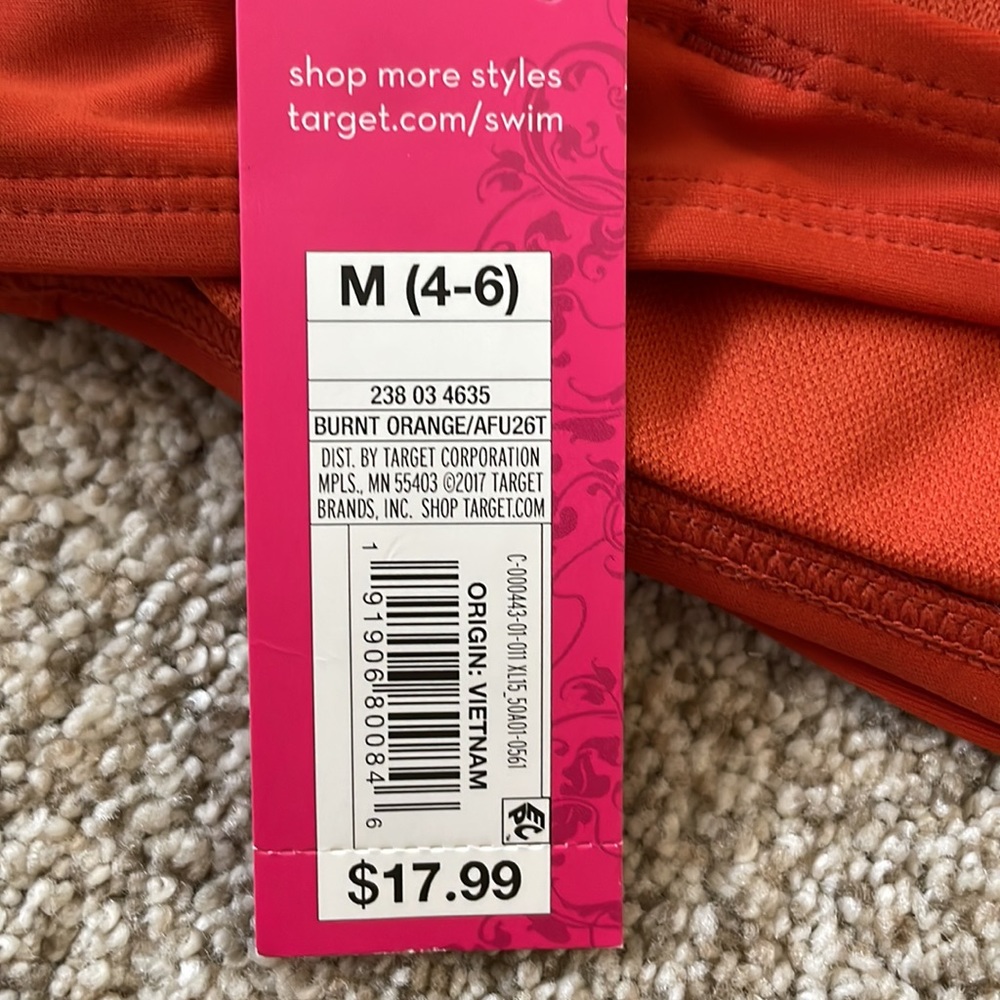 shop more styles
target.com/swim
M (4-6)
238 03 4635
BURNT ORANGE/AFU26T
DIST. BY TARGET CORPORATION
MPLS., MN 55403 ©2017 TARGET
BRANDS, INC. SHOP TARGET.COM
C-000443-01-011 XL15_50A01-0561
ORIGIN: VIETNAM
1 91906 80084 6
EPC
$17.99